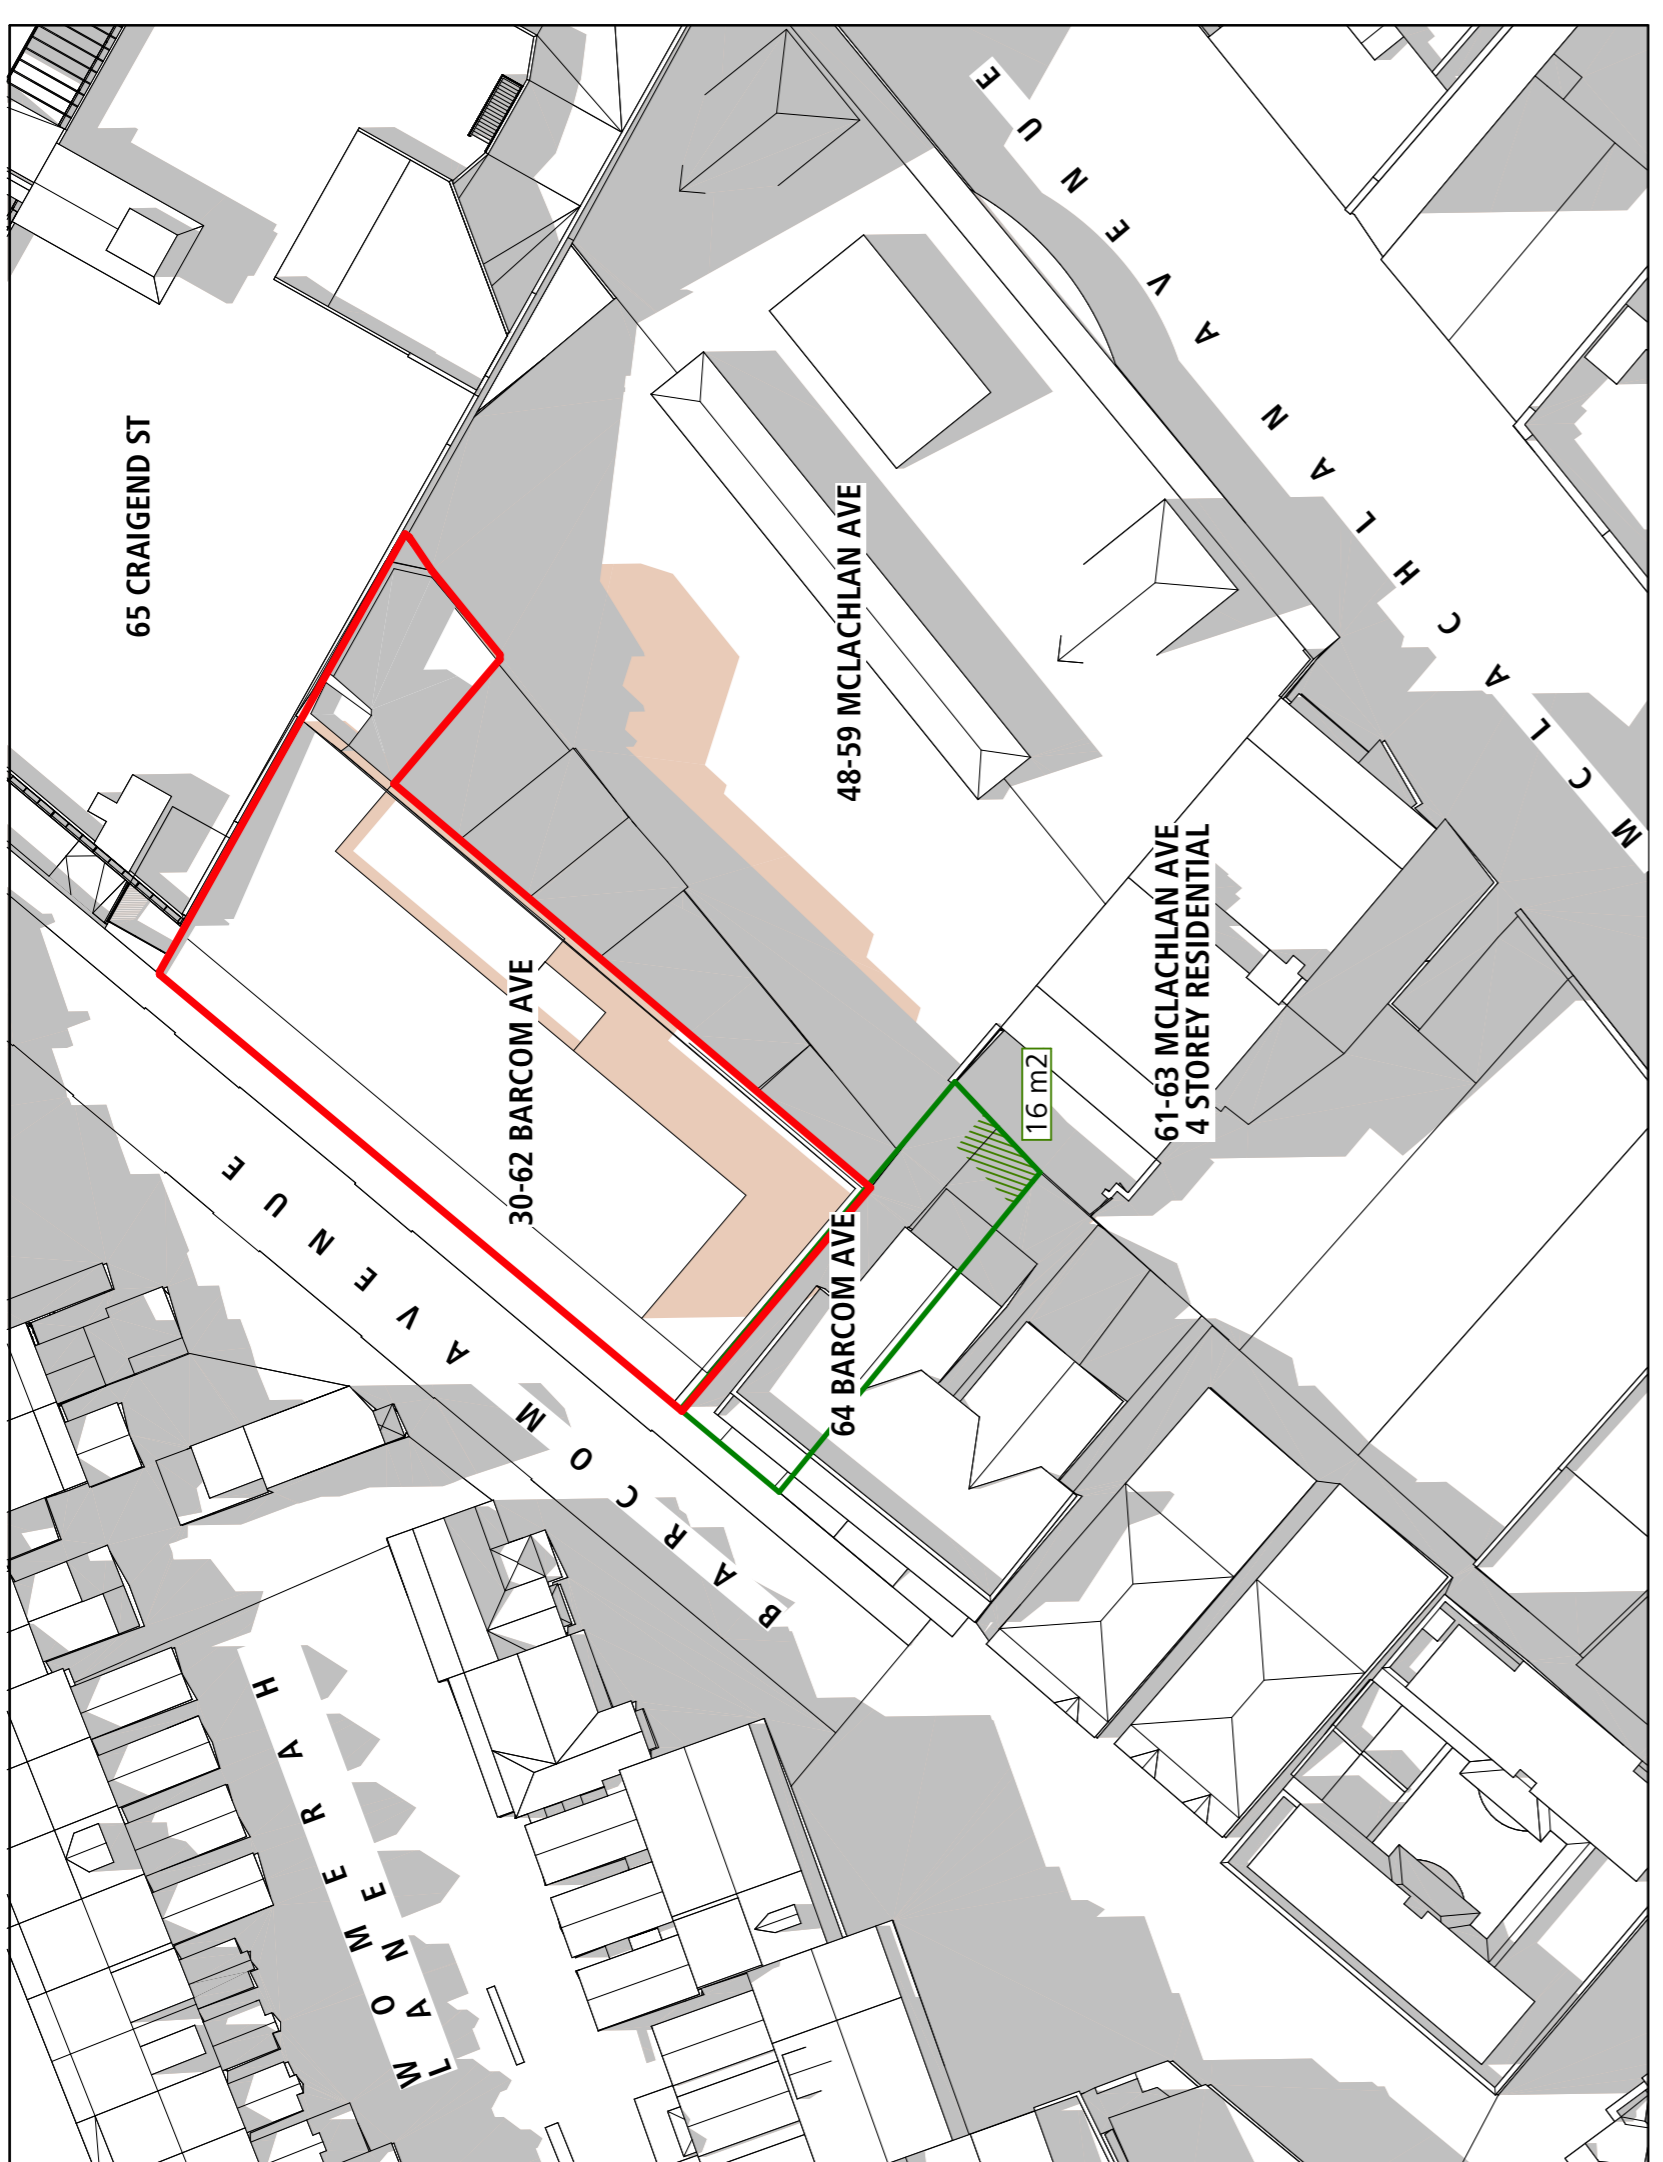 65 CRAIGEND ST
48-59 MCLACHLAN AVE
30-62 BARCOM AVE
64 BARCOM AVE
61-63 MCLACHLAN AVE
4 STOREY RESIDENTIAL
16 m2
MCLACHLAN AVENUE
BARCOM AVENUE
WOMERAH
LANE